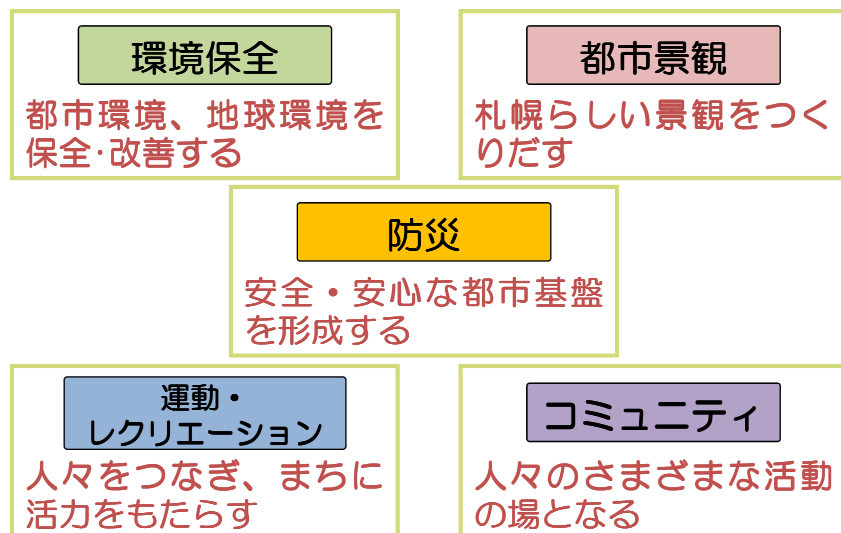 環境保全
都市環境、地球環境を
保全･改善する
都市景観
札幌らしい景観をつく
りだす
防災
安全・安心な都市基盤
を形成する
運動・
レクリエーション
人々をつなぎ、まちに
活力をもたらす
コミュニティ
人々のさまざまな活動
の場となる